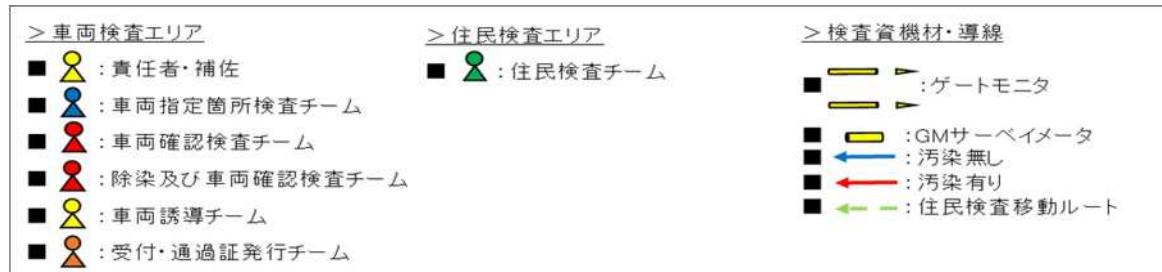 ＞車両検査エリア
■ ：責任者・補佐
■ ：車両指定箇所検査チーム
■ ：車両確認検査チーム
■ ：除染及び車両確認検査チーム
■ ：車両誘導チーム
■ ：受付・通過証発行チーム
＞住民検査エリア
■ ：住民検査チーム
＞検査資機材・導線
■ ：ゲートモニタ
■ ：GMサーベイメータ
■ ：汚染無し
■ ：汚染有り
■ ：住民検査移動ルート